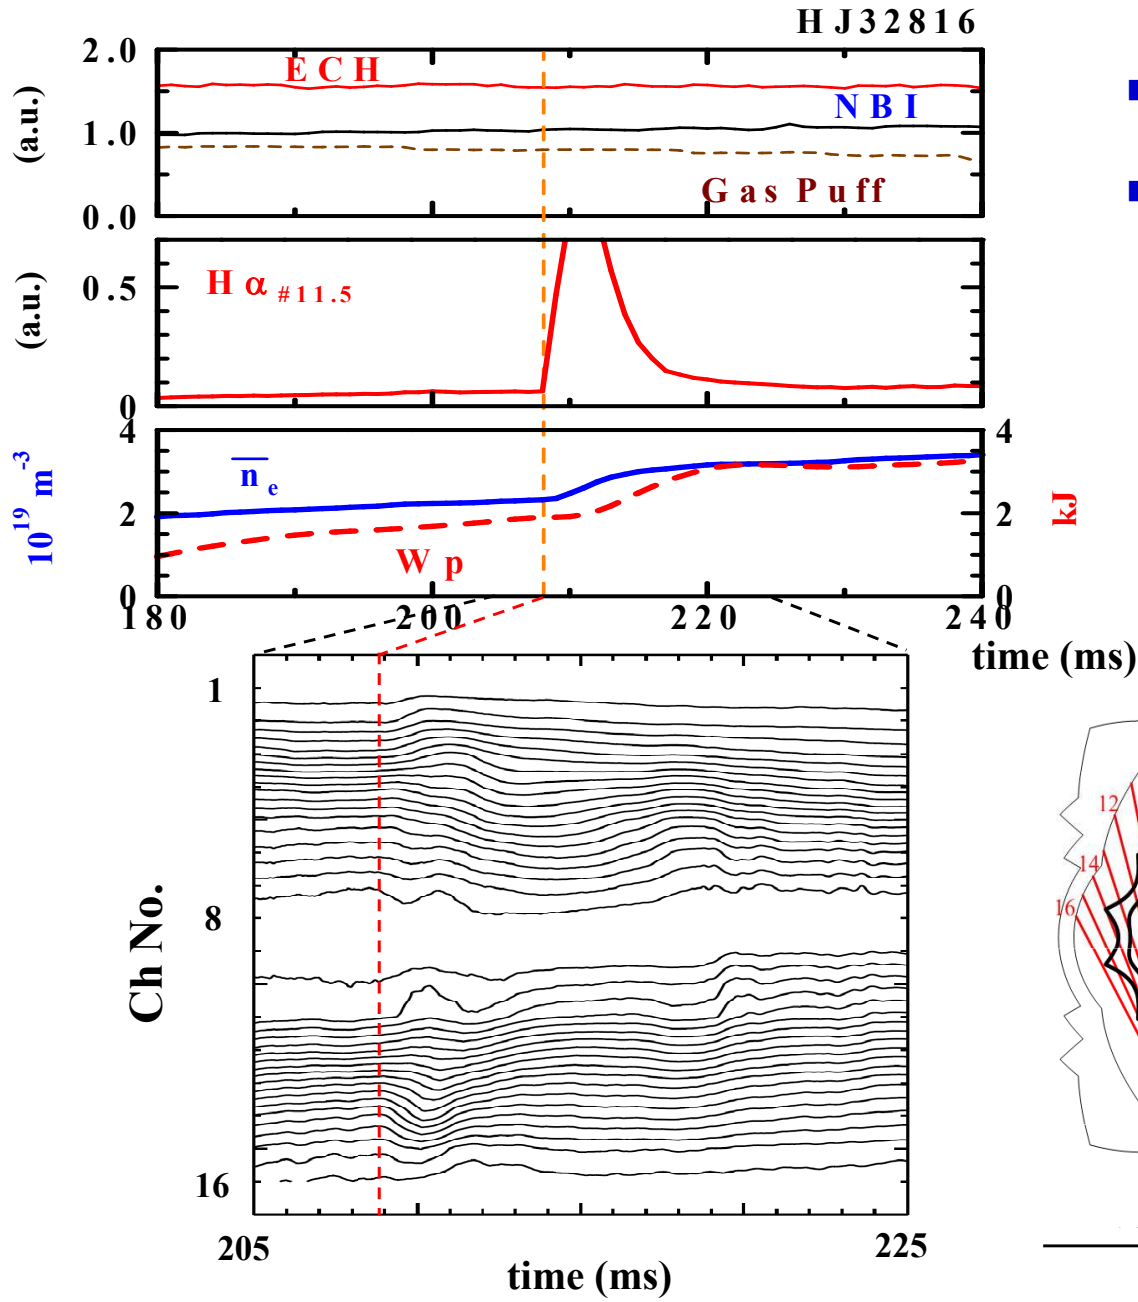 HJ32816
2.0
ECH
NBI
(a.u.)
1.0
Gas Puff
0.0
Hα #11.5
(a.u.)
0.5
0
4
4
n̅e
10^19 m^-3
2
2
kJ
Wp
0
0
180
200
220
240
time (ms)
1
8
16
Ch No.
12
14
16
205
225
time (ms)